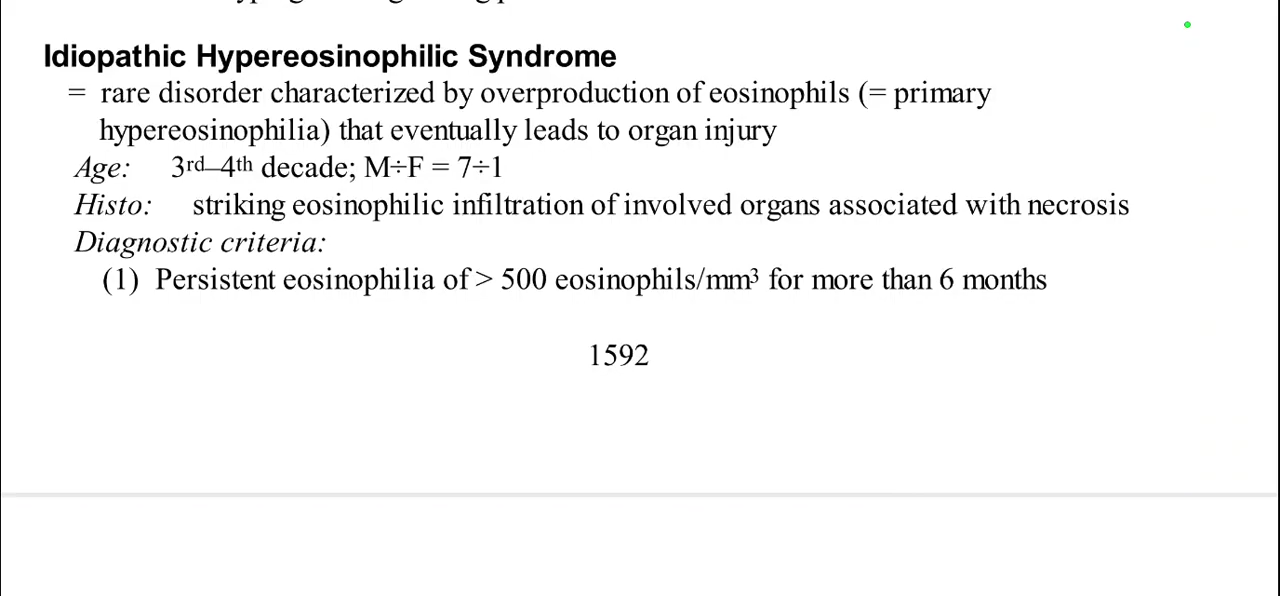 Idiopathic Hypereosinophilic Syndrome
= rare disorder characterized by overproduction of eosinophils (= primary
hypereosinophilia) that eventually leads to organ injury
Age: 3rd–4th decade; M÷F = 7÷1
Histo: striking eosinophilic infiltration of involved organs associated with necrosis
Diagnostic criteria:
(1) Persistent eosinophilia of > 500 eosinophils/mm³ for more than 6 months
1592